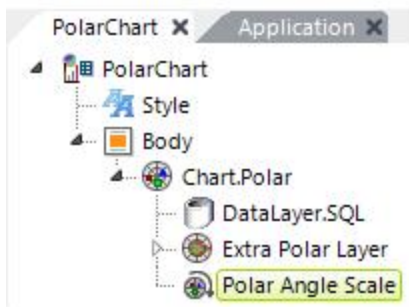 PolarChart Application
PolarChart
Style
Body
Chart.Polar
DataLayer.SQL
Extra Polar Layer
Polar Angle Scale